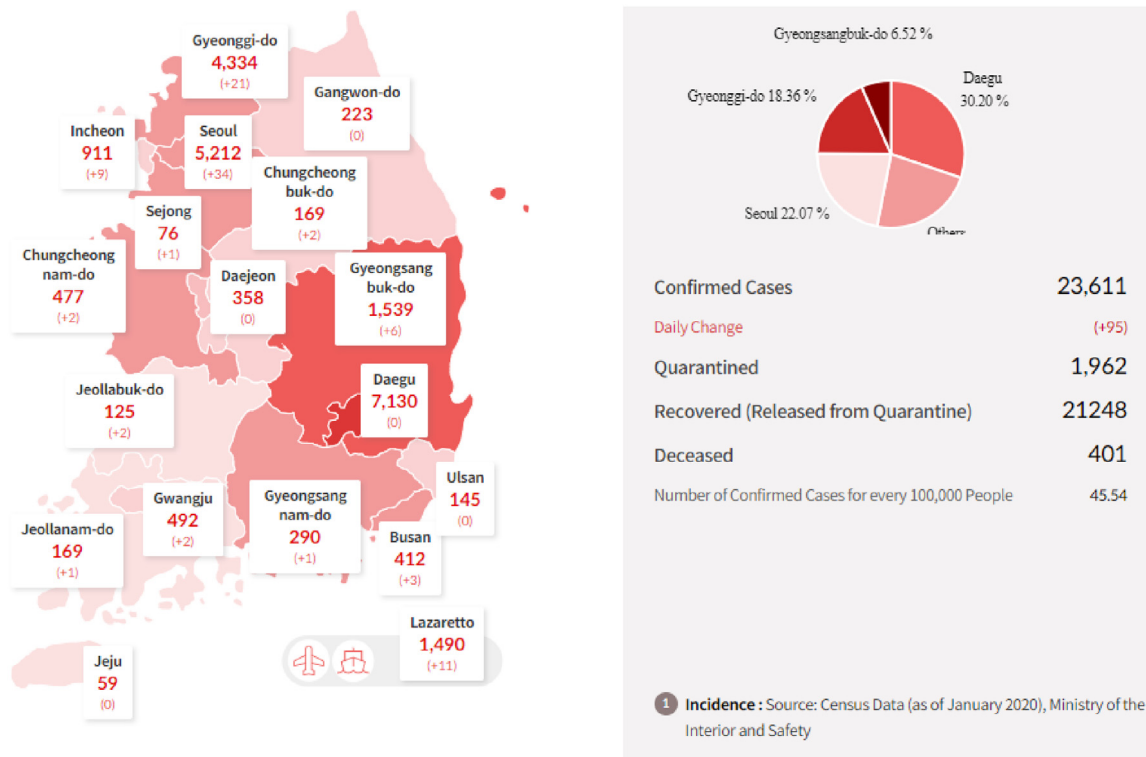 Gyeonggi-do
4,334
(+21)
Gangwon-do
223
(0)
Incheon
911
(+9)
Seoul
5,212
(+34)
Chungcheong
buk-do
169
(+2)
Sejong
76
(+1)
Chungcheong
nam-do
477
(+2)
Daejeon
358
(0)
Gyeongsang
buk-do
1,539
(+6)
Jeollabuk-do
125
(+2)
Daegu
7,130
(0)
Ulsan
145
(0)
Gwangju
492
(+2)
Gyeongsang
nam-do
290
(+1)
Jeollanam-do
169
(+1)
Busan
412
(+3)
Lazaretto
1,490
(+11)
Jeju
59
(0)
Gyeongsangbuk-do 6.52 %
Daegu
30.20 %
Gyeonggi-do 18.36 %
Seoul 22.07 %
Others
Confirmed Cases 23,611
Daily Change (+95)
Quarantined 1,962
Recovered (Released from Quarantine) 21248
Deceased 401
Number of Confirmed Cases for every 100,000 People 45.54
1 Incidence : Source: Census Data (as of January 2020), Ministry of the
Interior and Safety